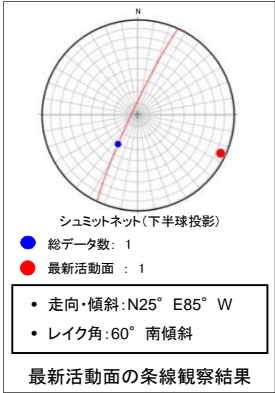 N
シュミットネット(下半球投影)
総データ数: 1
最新活動面 : 1
• 走向・傾斜:N25° E85° W
• レイク角:60° 南傾斜
最新活動面の条線観察結果